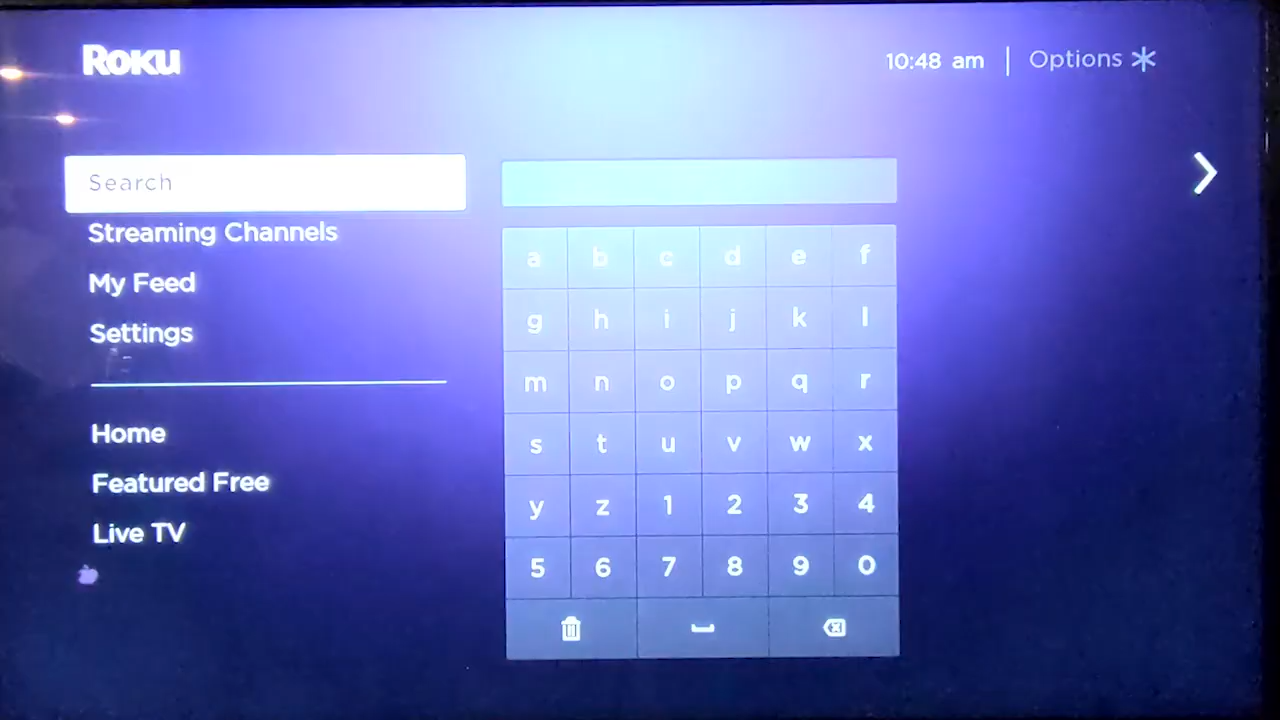 Roku
10:48 am | Options *
Search
Streaming Channels
My Feed
Settings
Home
Featured Free
Live TV
a b c d e f
g h i j k l
m n o p q r
s t u v w x
y z 1 2 3 4
5 6 7 8 9 0